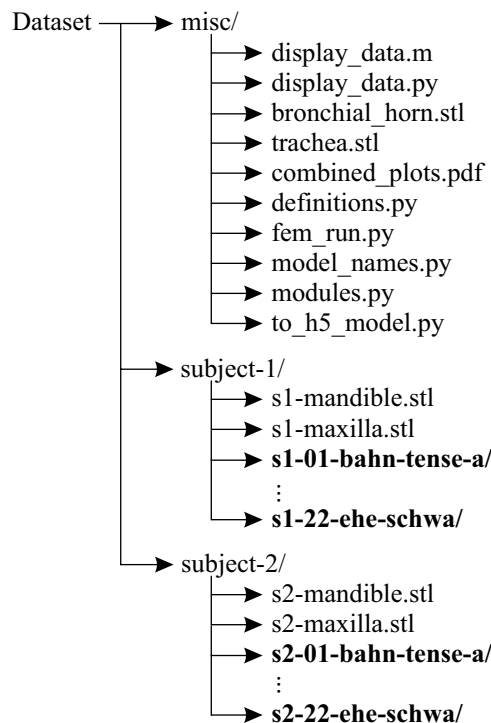 Dataset misc/
display_data.m
display_data.py
bronchial_horn.stl
trachea.stl
combined_plots.pdf
definitions.py
fem_run.py
model_names.py
modules.py
to_h5_model.py
subject-1/
s1-mandible.stl
s1-maxilla.stl
s1-01-bahn-tense-a/
⋮
s1-22-ehe-schwa/
subject-2/
s2-mandible.stl
s2-maxilla.stl
s2-01-bahn-tense-a/
⋮
s2-22-ehe-schwa/